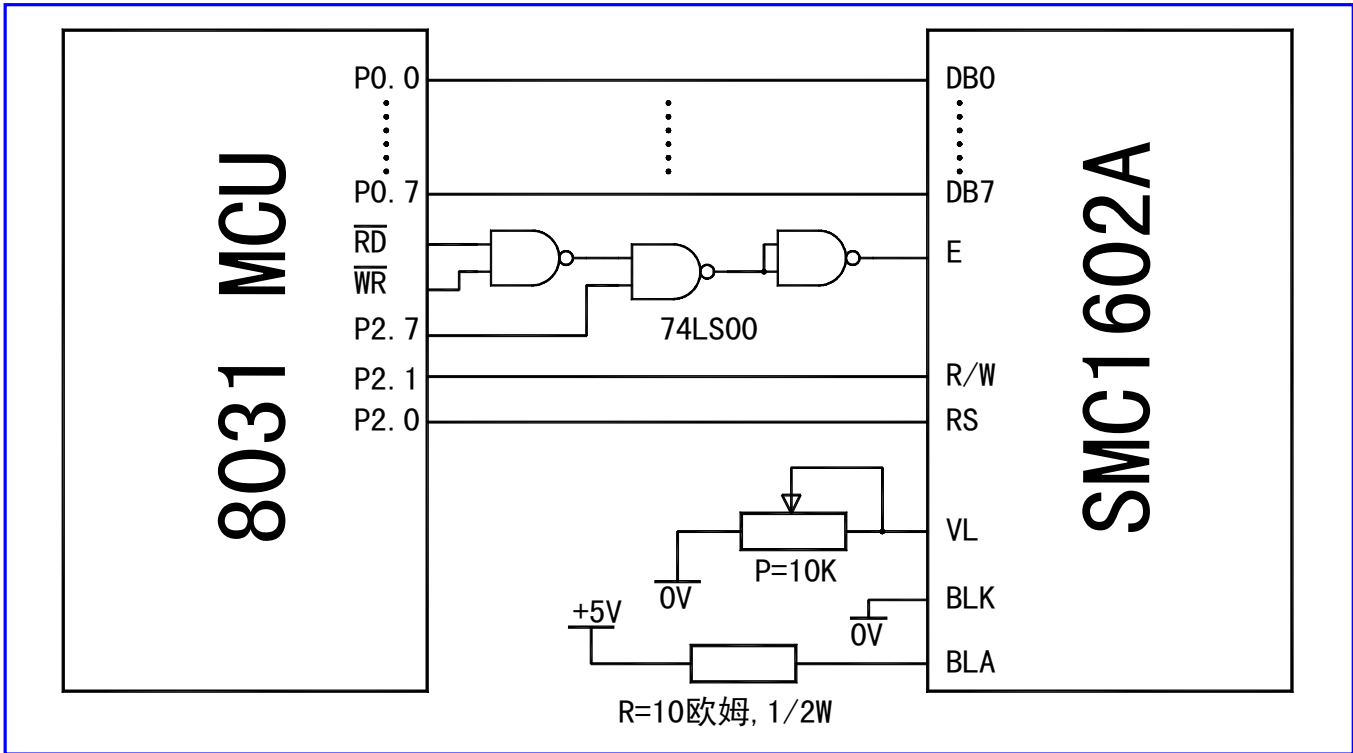 8031 MCU
P0.0
P0.7
RD
WR
P2.7
P2.1
P2.0
74LS00
SMC1602A
DB0
DB7
E
R/W
RS
VL
BLK
BLA
P=10K
0V
0V
+5V
R=10欧姆,1/2W